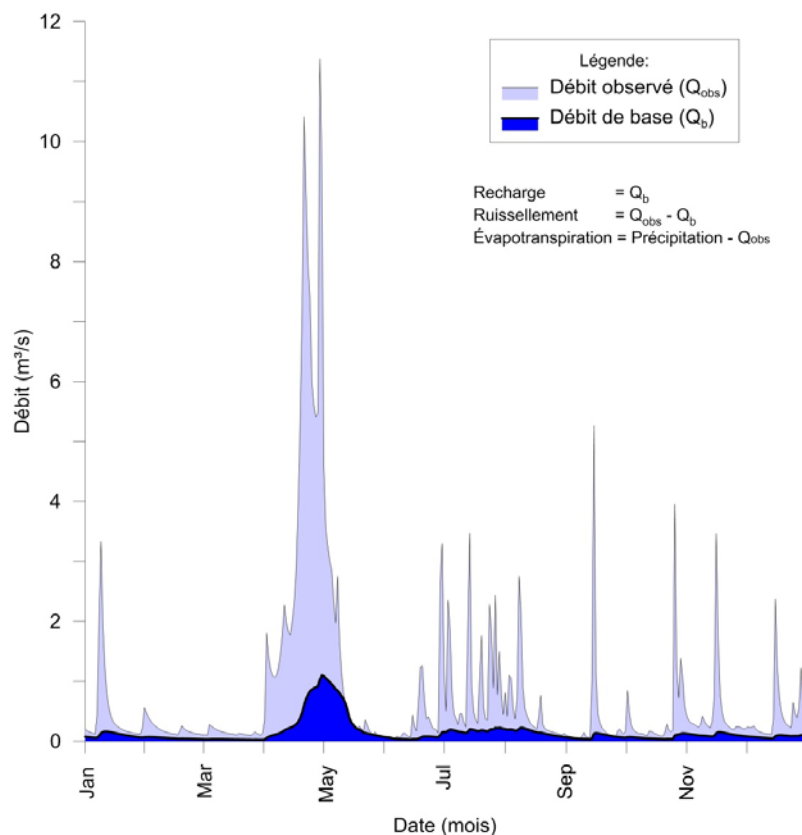 12
10
8
6
4
2
0
Débit (m³/s)
Légende:
Débit observé (Qobs)
Débit de base (Qb)
Recharge = Qb
Ruissellement = Qobs - Qb
Évapotranspiration = Précipitation - Qobs
Jan
Mar
May
Jul
Sep
Nov
Date (mois)